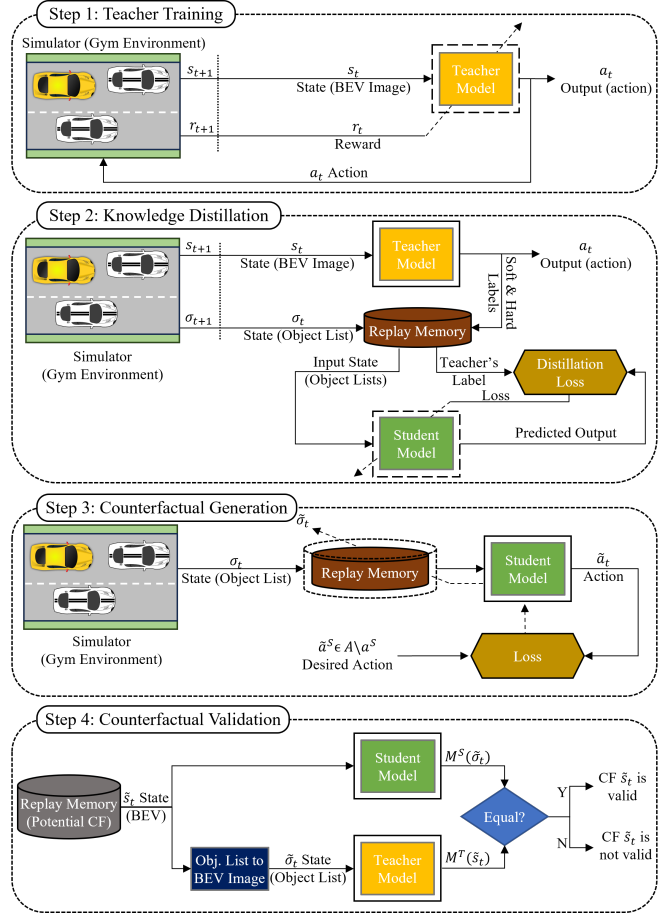 Step 1: Teacher Training
Simulator (Gym Environment)
s_{t+1}
s_t
State (BEV Image)
Teacher
Model
a_t
Output (action)
r_{t+1}
r_t
Reward
a_t Action
Step 2: Knowledge Distillation
s_{t+1}
s_t
State (BEV Image)
Teacher
Model
a_t
Output (action)
Soft & Hard
Labels
σ_{t+1}
σ_t
State (Object List)
Replay Memory
Simulator
(Gym Environment)
Input State
(Object Lists)
Teacher's
Label
Distillation
Loss
Loss
Student
Model
Predicted Output
Step 3: Counterfactual Generation
σ̃_t
σ_t
State (Object List)
Replay Memory
Student
Model
ã_t
Action
Simulator
(Gym Environment)
ã^S ϵ A\a^S
Desired Action
Loss
Step 4: Counterfactual Validation
Replay Memory
(Potential CF)
s̃_t State
(BEV)
Student
Model
M^S(σ̃_t)
Equal?
Y
CF s̃_t is
valid
N
CF s̃_t is
not valid
Obj. List to
BEV Image
σ̃_t State
(Object List)
Teacher
Model
M^T(s̃_t)